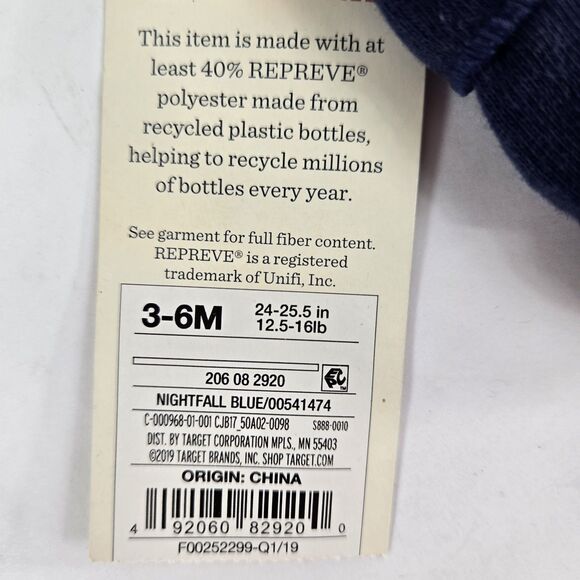 This item is made with at
least 40% REPREVE®
polyester made from
recycled plastic bottles,
helping to recycle millions
of bottles every year.
See garment for full fiber content.
REPREVE® is a registered
trademark of Unifi, Inc.
3-6M
24-25.5 in
12.5-16lb
206 08 2920
NIGHTFALL BLUE/00541474
C-000968-01-001 CJB17_50A02-0098 S888-0010
DIST. BY TARGET CORPORATION MPLS., MN 55403
©2019 TARGET BRANDS, INC. SHOP TARGET.COM
ORIGIN: CHINA
4 92060 82920 0
F00252299-Q1/19